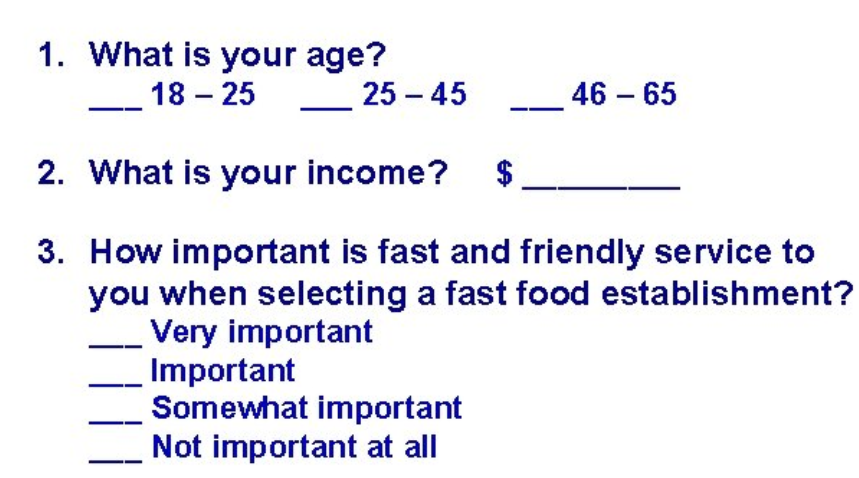 1. What is your age?
___ 18 – 25 ___ 25 – 45 ___ 46 – 65
2. What is your income? $ _________
3. How important is fast and friendly service to
you when selecting a fast food establishment?
___ Very important
___ Important
___ Somewhat important
___ Not important at all